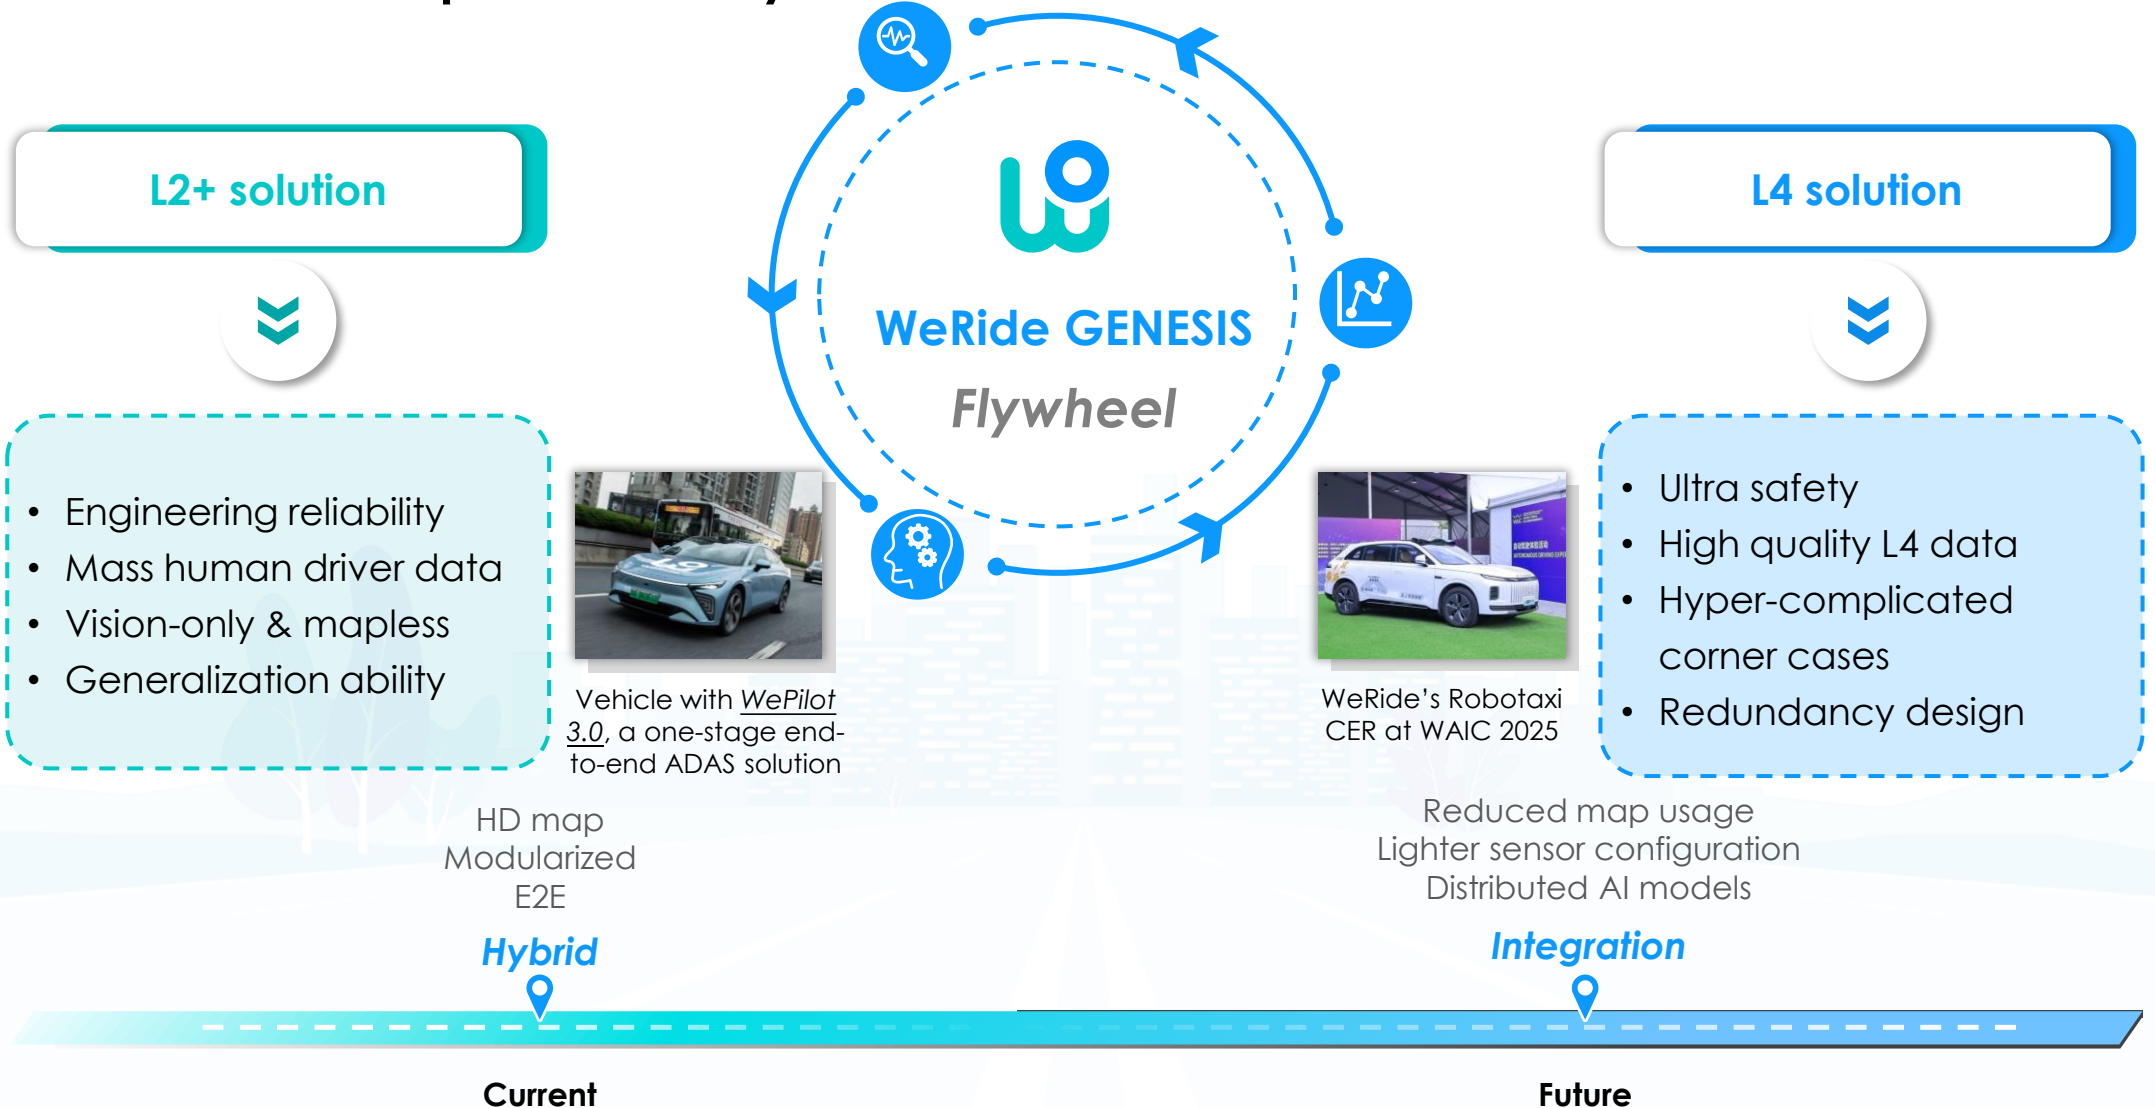 L2+ solution
WeRide GENESIS
Flywheel
L4 solution
• Engineering reliability
• Mass human driver data
• Vision-only & mapless
• Generalization ability
Vehicle with WePilot
3.0, a one-stage end-
to-end ADAS solution
WeRide’s Robotaxi
CER at WAIC 2025
• Ultra safety
• High quality L4 data
• Hyper-complicated
corner cases
• Redundancy design
HD map
Modularized
E2E
Hybrid
Reduced map usage
Lighter sensor configuration
Distributed AI models
Integration
Current
Future